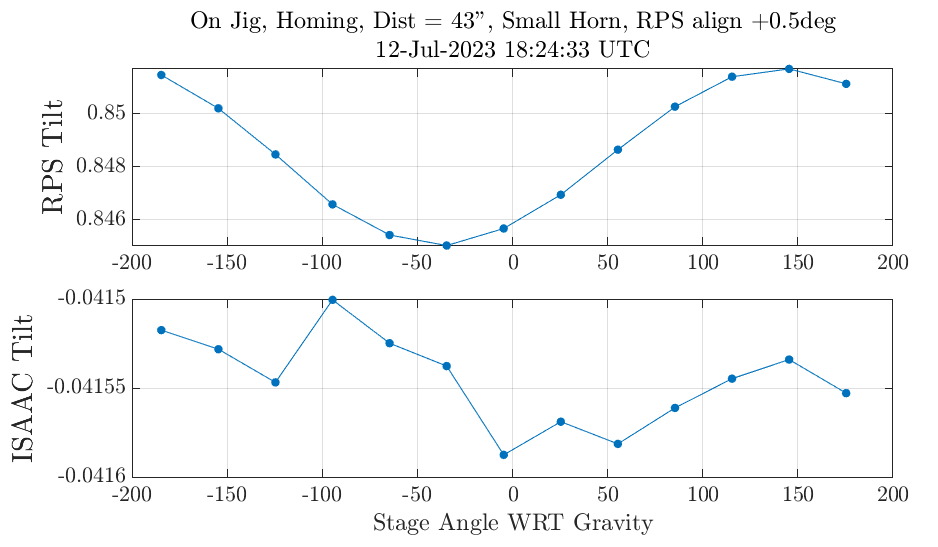 On Jig, Homing, Dist = 43”, Small Horn, RPS align +0.5deg
12-Jul-2023 18:24:33 UTC
RPS Tilt
0.85
0.848
0.846
-200 -150 -100 -50 0 50 100 150 200
ISAAC Tilt
-0.0415
-0.04155
-0.0416
-200 -150 -100 -50 0 50 100 150 200
Stage Angle WRT Gravity